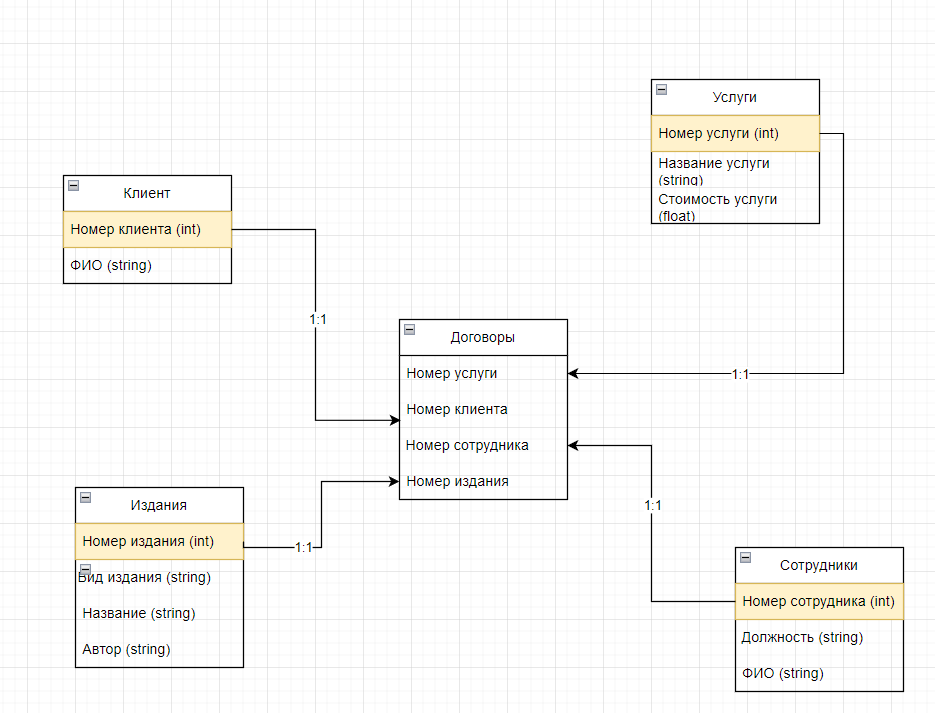 Услуги
Номер услуги (int)
Название услуги
(string)
Стоимость услуги
(float)
Клиент
Номер клиента (int)
ФИО (string)
1:1
Договоры
Номер услуги
Номер клиента
Номер сотрудника
Номер издания
1:1
Издания
Номер издания (int)
Вид издания (string)
Название (string)
Автор (string)
1:1
1:1
Сотрудники
Номер сотрудника (int)
Должность (string)
ФИО (string)